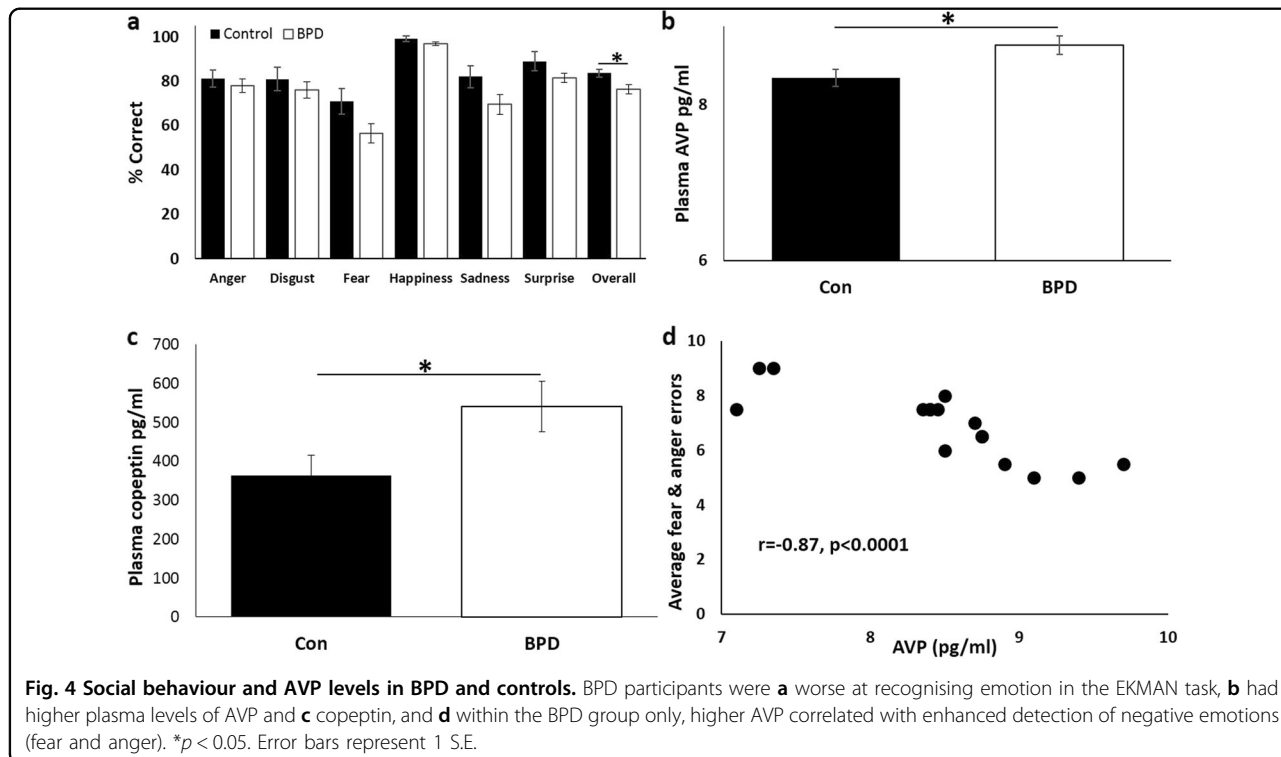 a
100
80
60
40
20
0
% Correct
Control BPD
*
Anger Disgust Fear Happiness Sadness Surprise Overall
b
*
8
6
Plasma AVP pg/ml
Con BPD
c
700
600
500
400
300
200
100
0
Plasma copeptin pg/ml
*
Con BPD
d
10
8
6
4
2
0
Average fear & anger errors
r=-0.87, p<0.0001
7 8 9 10
AVP (pg/ml)
Fig. 4 Social behaviour and AVP levels in BPD and controls. BPD participants were a worse at recognising emotion in the EKMAN task, b had
higher plasma levels of AVP and c copeptin, and d within the BPD group only, higher AVP correlated with enhanced detection of negative emotions
(fear and anger). *p < 0.05. Error bars represent 1 S.E.